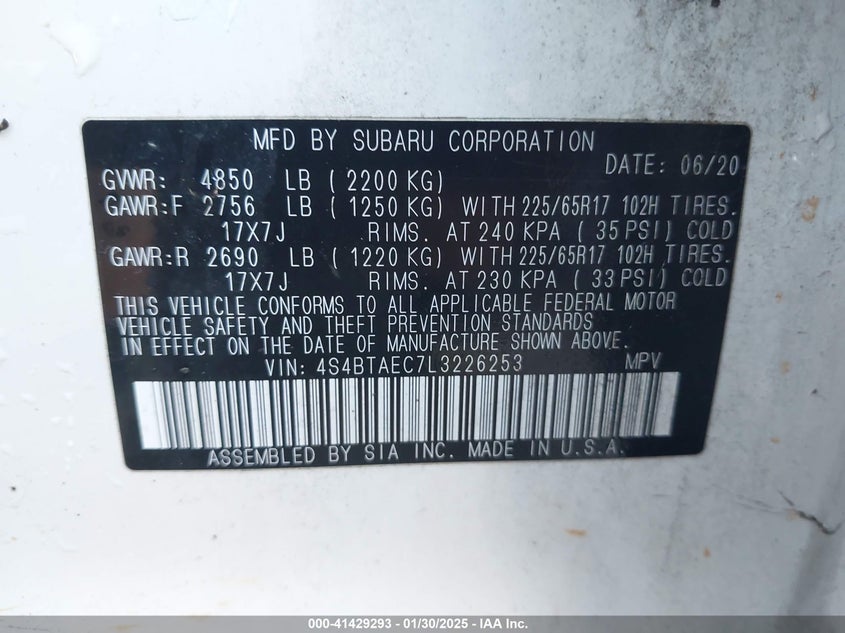 MFD BY SUBARU CORPORATION
DATE: 06/20
GVWR: 4850 LB ( 2200 KG)
GAWR:F 2756 LB ( 1250 KG) WITH 225/65R17 102H TIRES.
17X7J RIMS. AT 240 KPA ( 35 PSI) COLD
GAWR:R 2690 LB ( 1220 KG) WITH 225/65R17 102H TIRES.
17X7J RIMS. AT 230 KPA ( 33 PSI) COLD
THIS VEHICLE CONFORMS TO ALL APPLICABLE FEDERAL MOTOR
VEHICLE SAFETY AND THEFT PREVENTION STANDARDS
IN EFFECT ON THE DATE OF MANUFACTURE SHOWN ABOVE.
VIN: 4S4BTAEC7L3226253 MPV
ASSEMBLED BY SIA INC. MADE IN U.S.A.
000-41429293 - 01/30/2025 - IAA Inc.